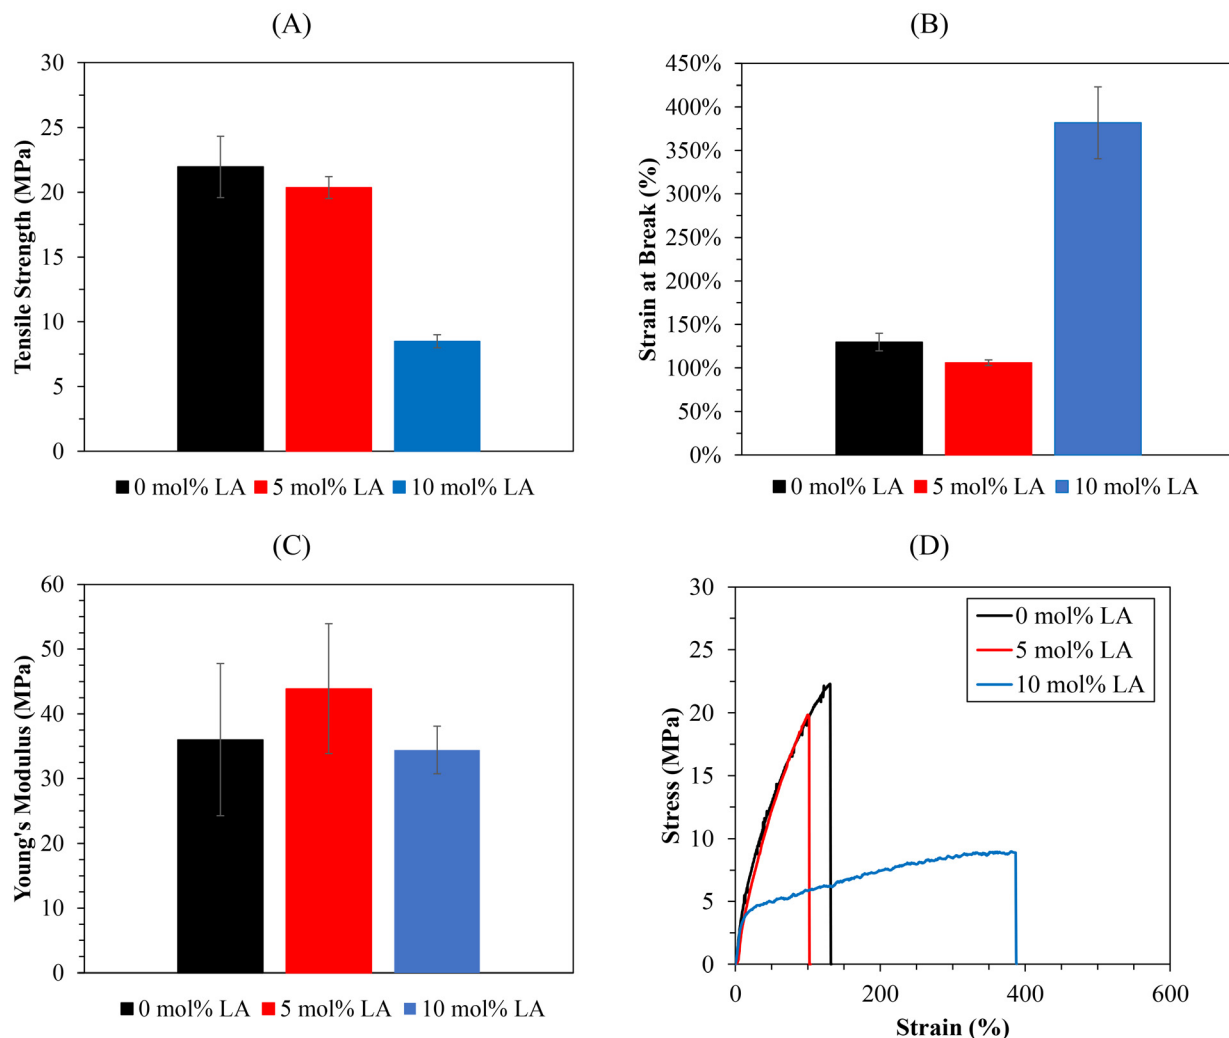 (A)
30
25
20
15
10
5
0
Tensile Strength (MPa)
0 mol% LA 5 mol% LA 10 mol% LA
(B)
450%
400%
350%
300%
250%
200%
150%
100%
50%
0%
Strain at Break (%)
0 mol% LA 5 mol% LA 10 mol% LA
(C)
60
50
40
30
20
10
0
Young's Modulus (MPa)
0 mol% LA 5 mol% LA 10 mol% LA
(D)
30
25
20
15
10
5
0
Stress (MPa)
0 mol% LA
5 mol% LA
10 mol% LA
0 200 400 600
Strain (%)